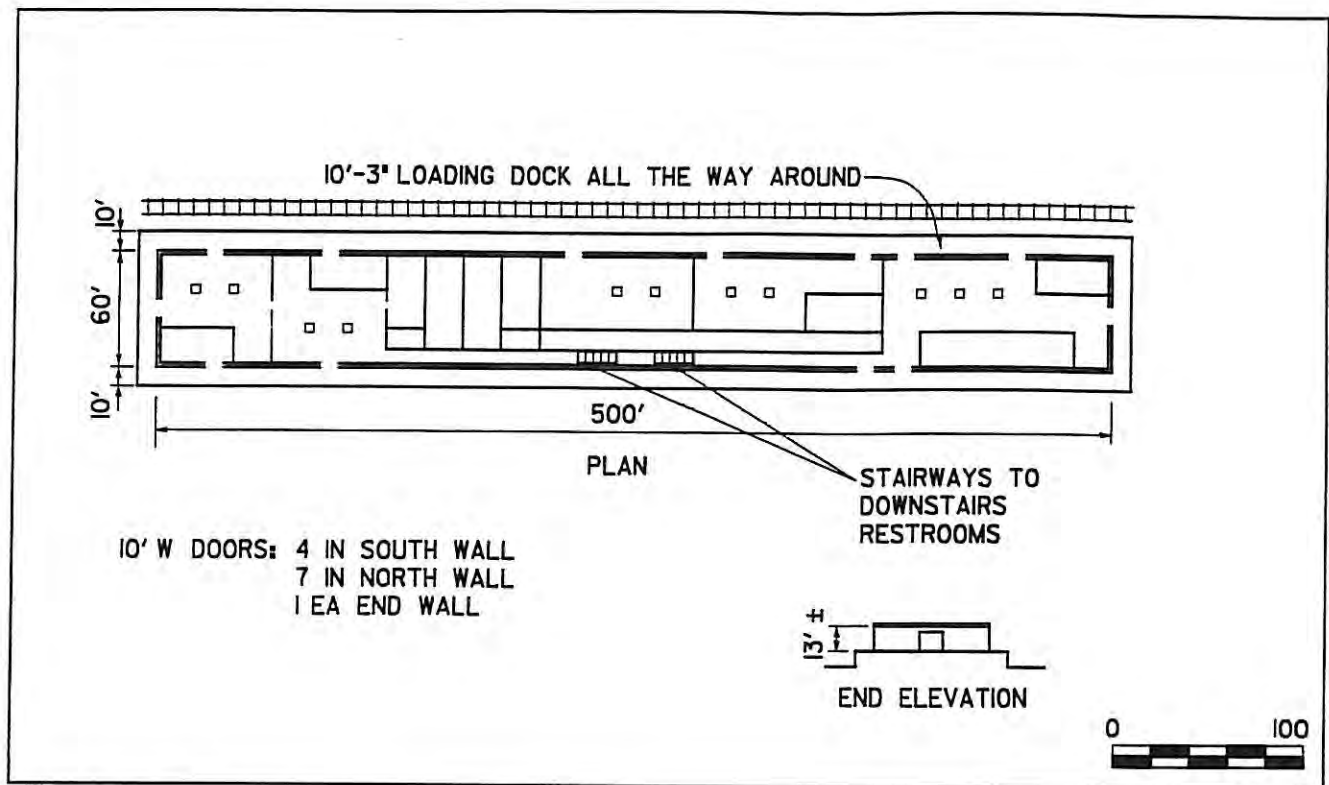 10'-3" LOADING DOCK ALL THE WAY AROUND
10'
60'
10'
500'
PLAN
STAIRWAYS TO
DOWNSTAIRS
RESTROOMS
10' W DOORS: 4 IN SOUTH WALL
7 IN NORTH WALL
1 EA END WALL
13' ±
END ELEVATION
0 100